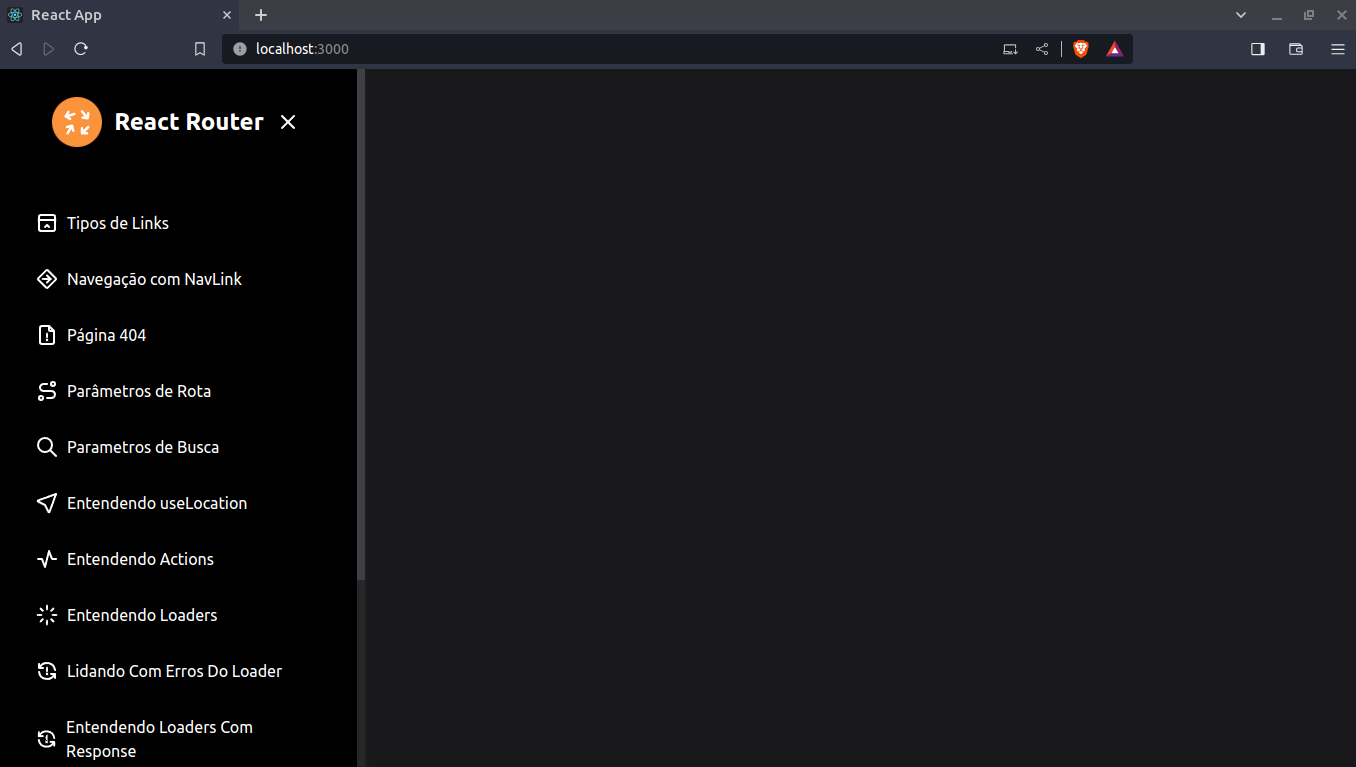 React App
localhost:3000
React Router
Tipos de Links
Navegação com NavLink
Página 404
Parâmetros de Rota
Parametros de Busca
Entendendo useLocation
Entendendo Actions
Entendendo Loaders
Lidando Com Erros Do Loader
Entendendo Loaders Com
Response